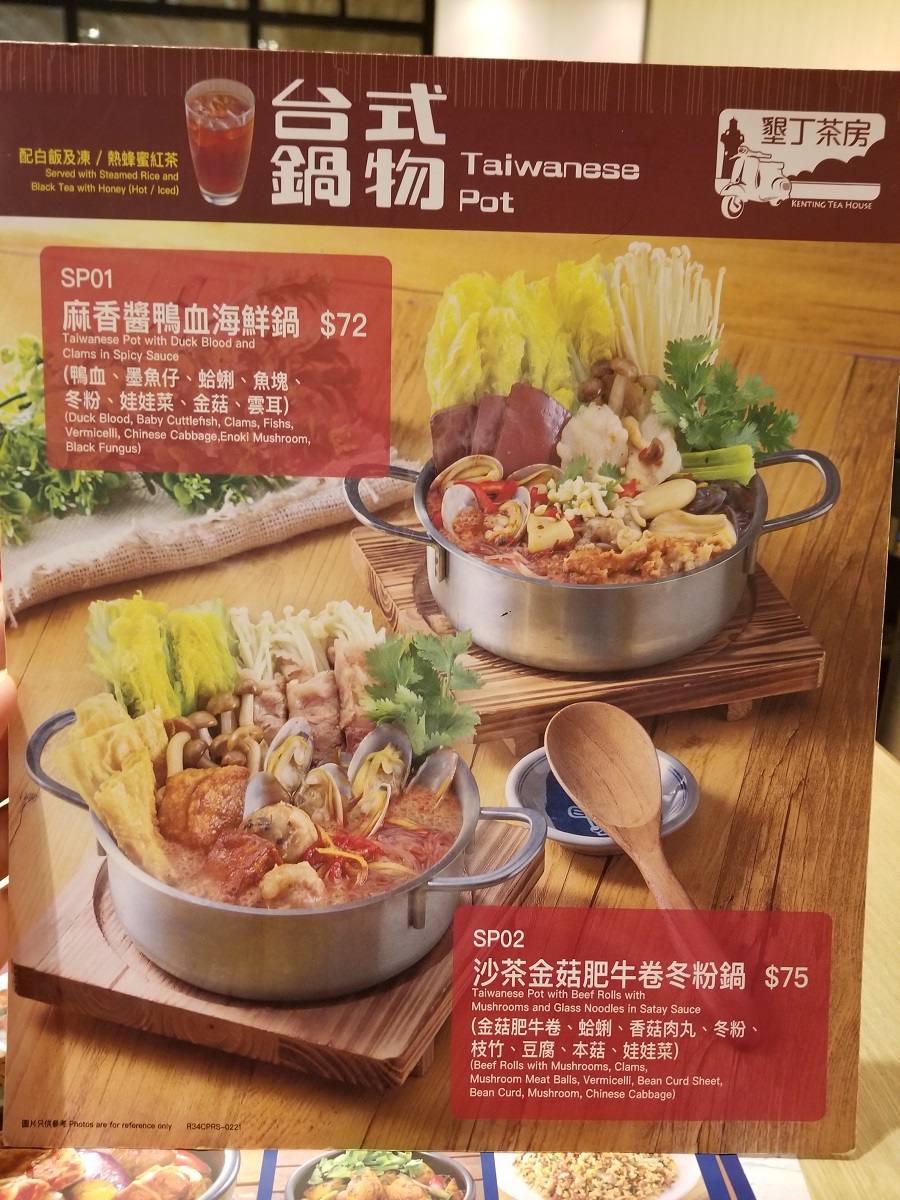 台式
鍋物
Taiwanese
Pot
配白飯及凍 / 熱蜂蜜紅茶
Served with Steamed Rice and
Black Tea with Honey (Hot / Iced)
墾丁茶房
KENTING TEA HOUSE
SP01
麻香醬鴨血海鮮鍋 $72
Taiwanese Pot with Duck Blood and
Clams in Spicy Sauce
(鴨血、墨魚仔、蛤蜊、魚塊、
冬粉、娃娃菜、金菇、雲耳)
(Duck Blood, Baby Cuttlefish, Clams, Fishs,
Vermicelli, Chinese Cabbage,Enoki Mushroom,
Black Fungus)
SP02
沙茶金菇肥牛卷冬粉鍋 $75
Taiwanese Pot with Beef Rolls with
Mushrooms and Glass Noodles in Satay Sauce
(金菇肥牛卷、蛤蜊、香菇肉丸、冬粉、
枝竹、豆腐、本菇、娃娃菜)
(Beef Rolls with Mushrooms, Clams,
Mushroom Meat Balls, Vermicelli, Bean Curd Sheet,
Bean Curd, Mushroom, Chinese Cabbage)
圖片只供參考 Photos are for reference only R34CPRS-0221